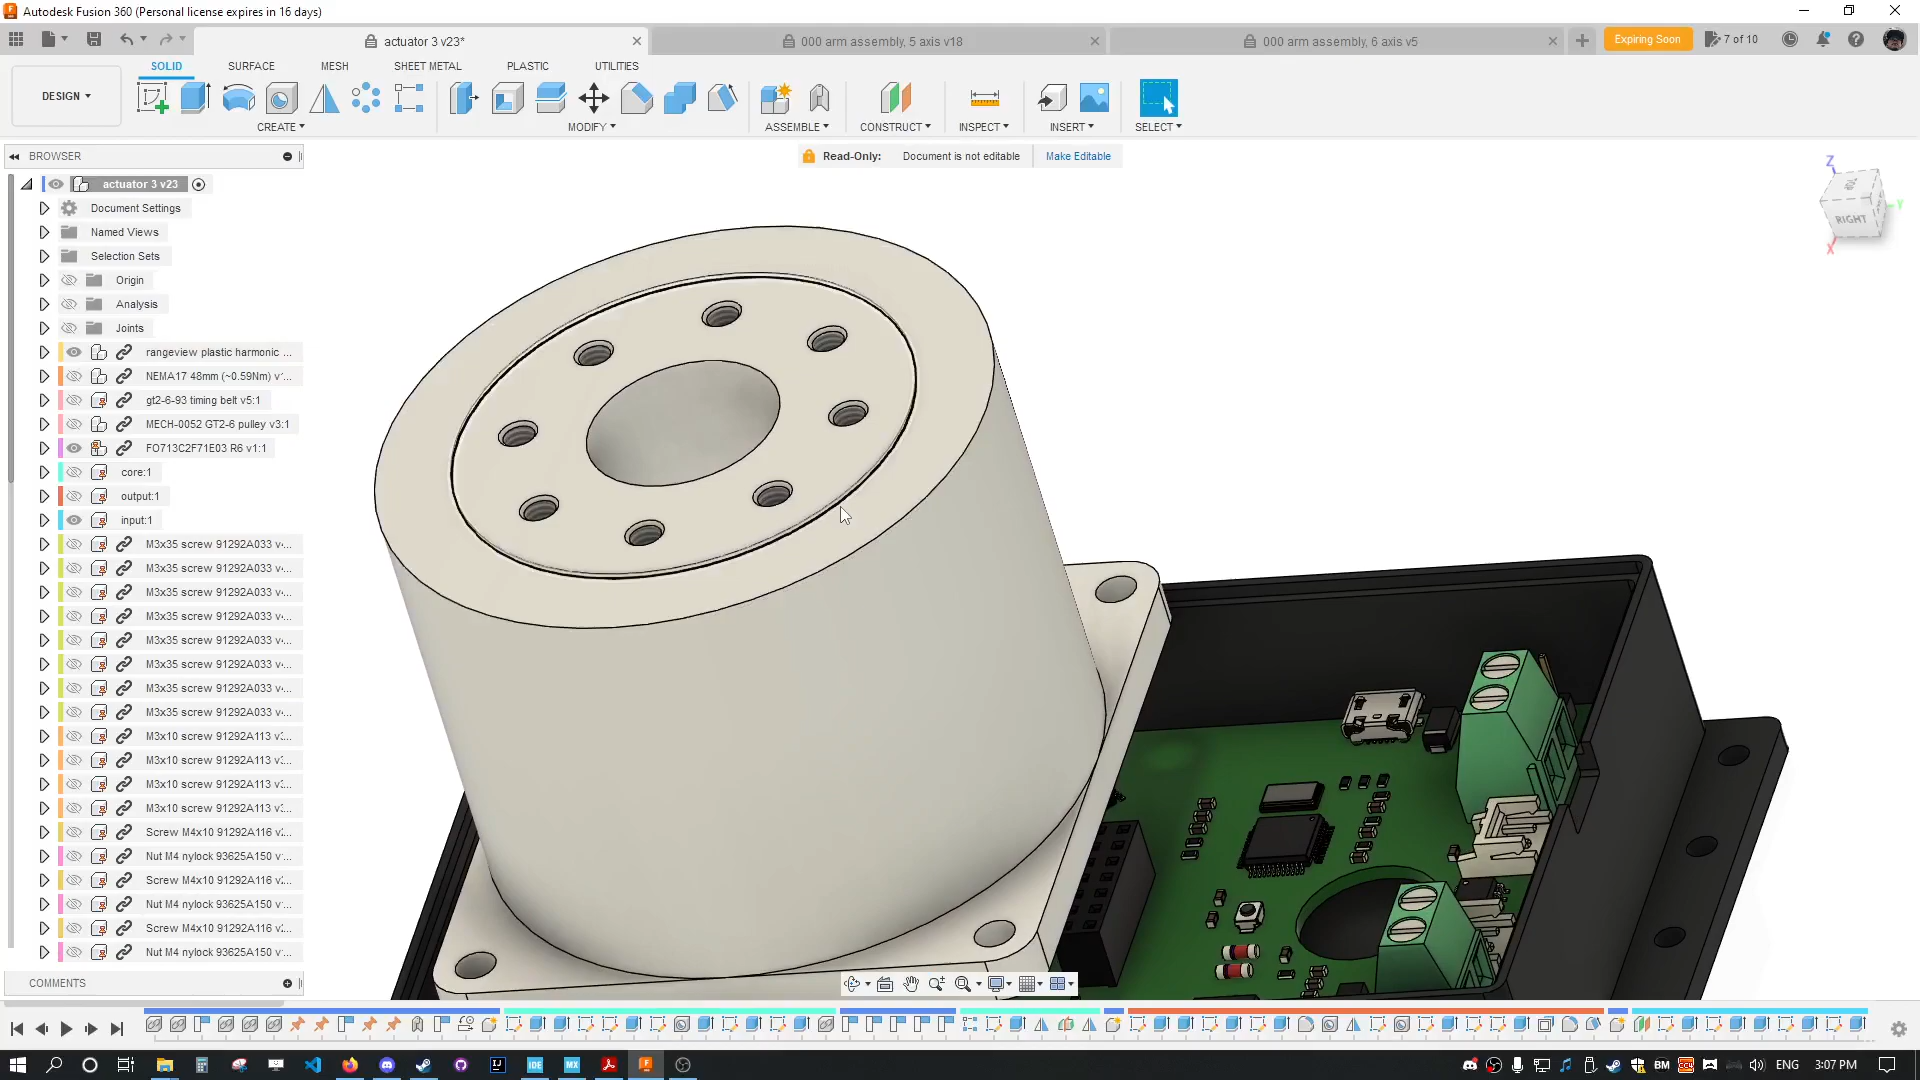 Autodesk Fusion 360 (Personal license expires in 16 days)
actuator 3 v23*
000 arm assembly, 5 axis v18
000 arm assembly, 6 axis v5
Expiring Soon
7 of 10
DESIGN
SOLID
SURFACE
MESH
SHEET METAL
PLASTIC
UTILITIES
CREATE
MODIFY
ASSEMBLE
CONSTRUCT
INSPECT
INSERT
SELECT
BROWSER
Read-Only: Document is not editable
Make Editable
Z
RIGHT
Y
X
actuator 3 v23
Document Settings
Named Views
Selection Sets
Origin
Analysis
Joints
rangeview plastic harmonic ...
NEMA17 48mm (~0.59Nm) v'...
gt2-6-93 timing belt v5:1
MECH-0052 GT2-6 pulley v3:1
FO713C2F71E03 R6 v1:1
core:1
output:1
input:1
M3x35 screw 91292A033 v‹...
M3x35 screw 91292A033 v‹...
M3x35 screw 91292A033 v‹...
M3x35 screw 91292A033 v‹...
M3x35 screw 91292A033 v‹...
M3x35 screw 91292A033 v‹...
M3x35 screw 91292A033 v‹...
M3x35 screw 91292A033 v‹...
M3x10 screw 91292A113 v3...
M3x10 screw 91292A113 v3...
M3x10 screw 91292A113 v3...
M3x10 screw 91292A113 v3...
Screw M4x10 91292A116 v2...
Nut M4 nylock 93625A150 v'...
Screw M4x10 91292A116 v2...
Nut M4 nylock 93625A150 v'...
Screw M4x10 91292A116 v2...
Nut M4 nylock 93625A150 v'...
COMMENTS
ENG
3:07 PM